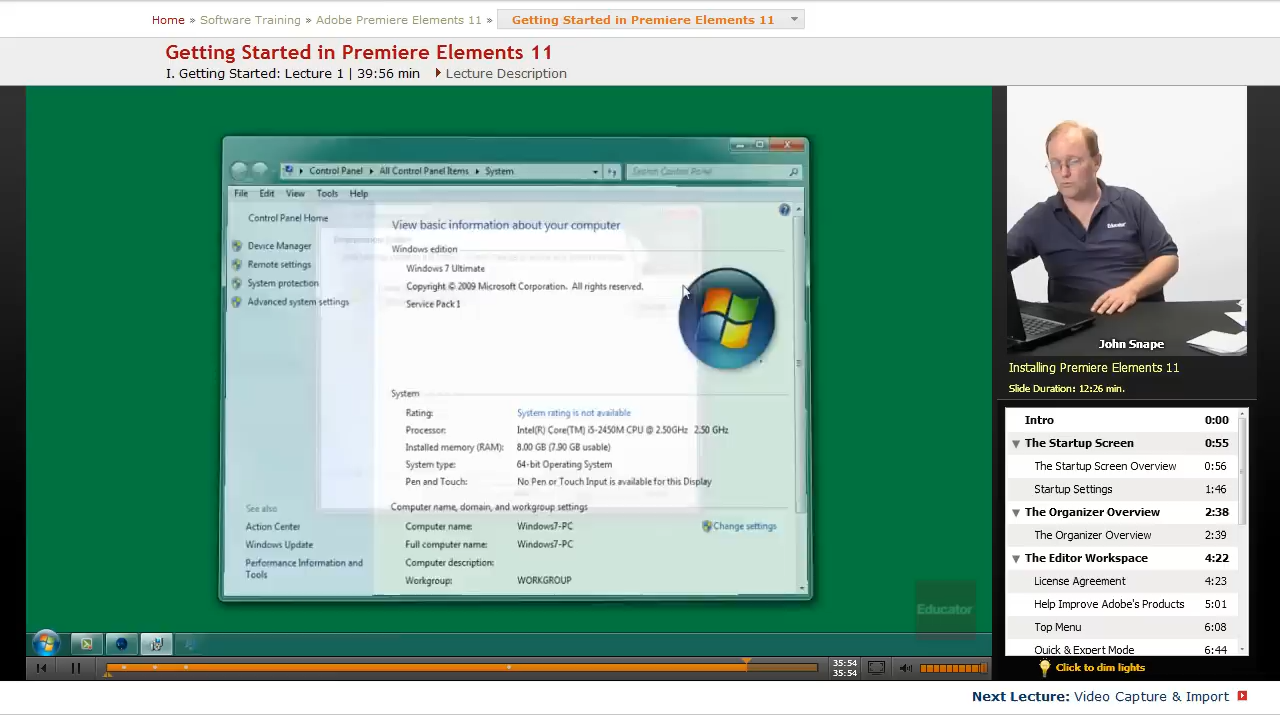 Home » Software Training » Adobe Premiere Elements 11 » Getting Started in Premiere Elements 11
Getting Started in Premiere Elements 11
I. Getting Started: Lecture 1 | 39:56 min Lecture Description
Control Panel ▸ All Control Panel Items ▸ System
Search Control Panel
File Edit View Tools Help
Control Panel Home
Device Manager
Remote settings
System protection
Advanced system settings
See also
Action Center
Windows Update
Performance Information and
Tools
View basic information about your computer
Windows edition
Windows 7 Ultimate
Copyright © 2009 Microsoft Corporation. All rights reserved.
Service Pack 1
System
Rating: System rating is not available
Processor: Intel(R) Core(TM) i5-2450M CPU @ 2.50GHz 2.50 GHz
Installed memory (RAM): 8.00 GB (7.90 GB usable)
System type: 64-bit Operating System
Pen and Touch: No Pen or Touch Input is available for this Display
Computer name, domain, and workgroup settings
Computer name: Windows7-PC
Change settings
Full computer name: Windows7-PC
Computer description:
Workgroup: WORKGROUP
Educator
35:54
35:54
Educator
John Snape
Installing Premiere Elements 11
Slide Duration: 12:26 min.
Intro 0:00
The Startup Screen 0:55
The Startup Screen Overview 0:56
Startup Settings 1:46
The Organizer Overview 2:38
The Organizer Overview 2:39
The Editor Workspace 4:22
License Agreement 4:23
Help Improve Adobe's Products 5:01
Top Menu 6:08
Quick & Expert Mode 6:44
Click to dim lights
Next Lecture: Video Capture & Import